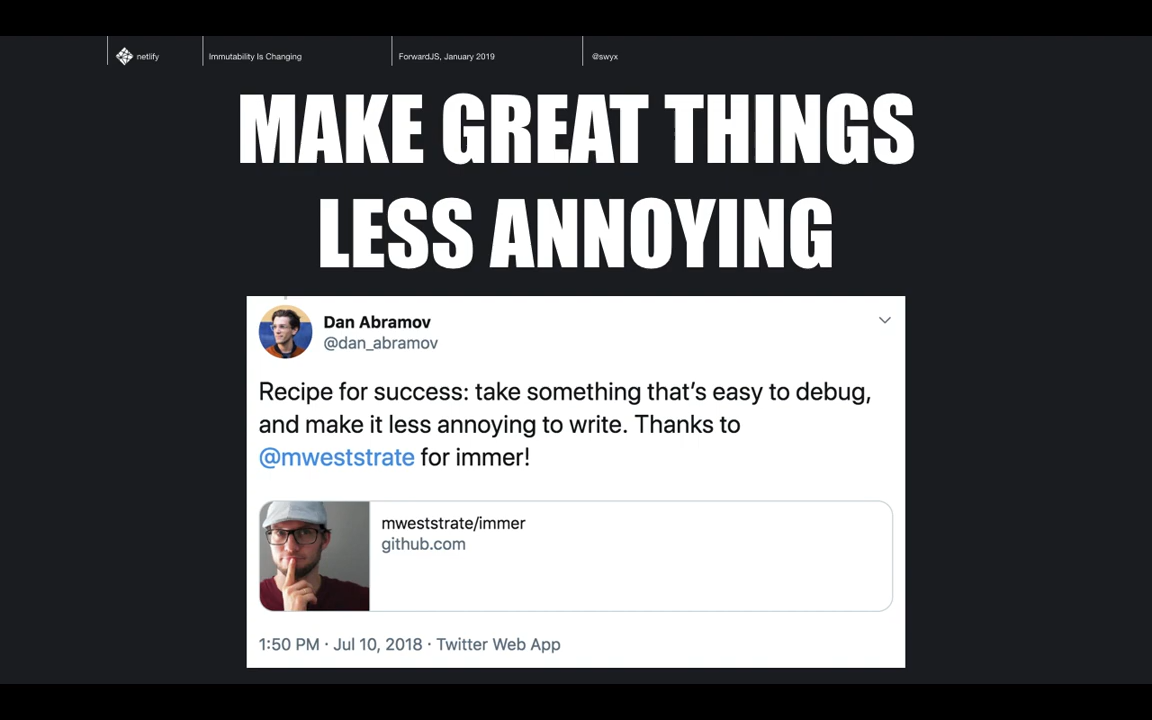 netlify
Immutability Is Changing
ForwardJS, January 2019
@swyx
MAKE GREAT THINGS
LESS ANNOYING
Dan Abramov
@dan_abramov
Recipe for success: take something that’s easy to debug,
and make it less annoying to write. Thanks to
@mweststrate for immer!
mweststrate/immer
github.com
1:50 PM · Jul 10, 2018 · Twitter Web App